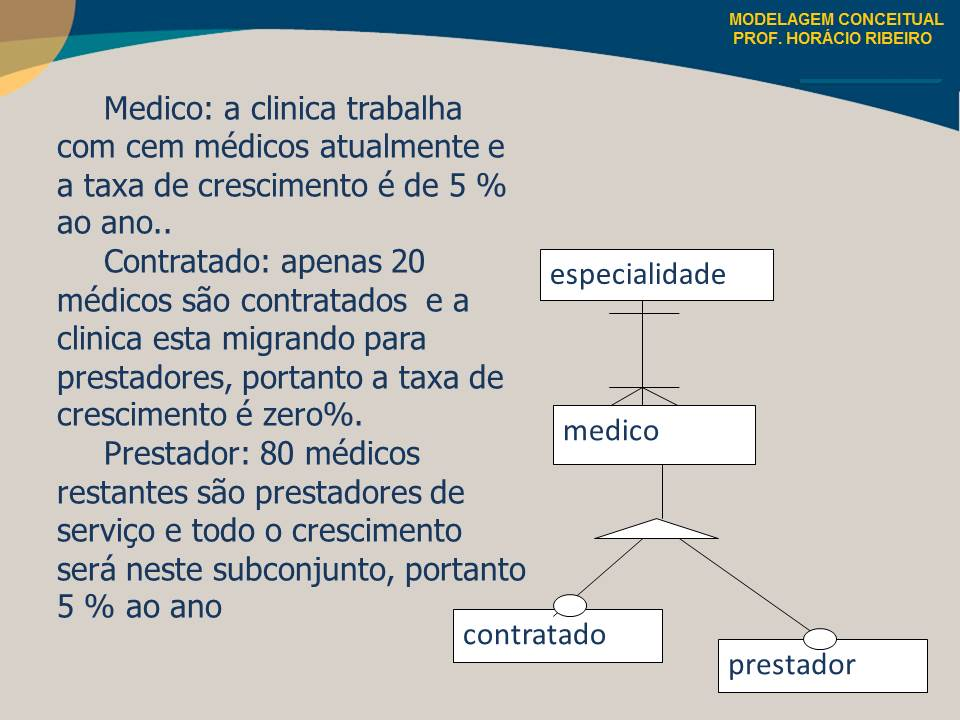 MODELAGEM CONCEITUAL
PROF. HORÁCIO RIBEIRO
Medico: a clinica trabalha
com cem médicos atualmente e
a taxa de crescimento é de 5 %
ao ano..
Contratado: apenas 20
médicos são contratados e a
clinica esta migrando para
prestadores, portanto a taxa de
crescimento é zero%.
Prestador: 80 médicos
restantes são prestadores de
serviço e todo o crescimento
será neste subconjunto, portanto
5 % ao ano
especialidade
medico
contratado
prestador